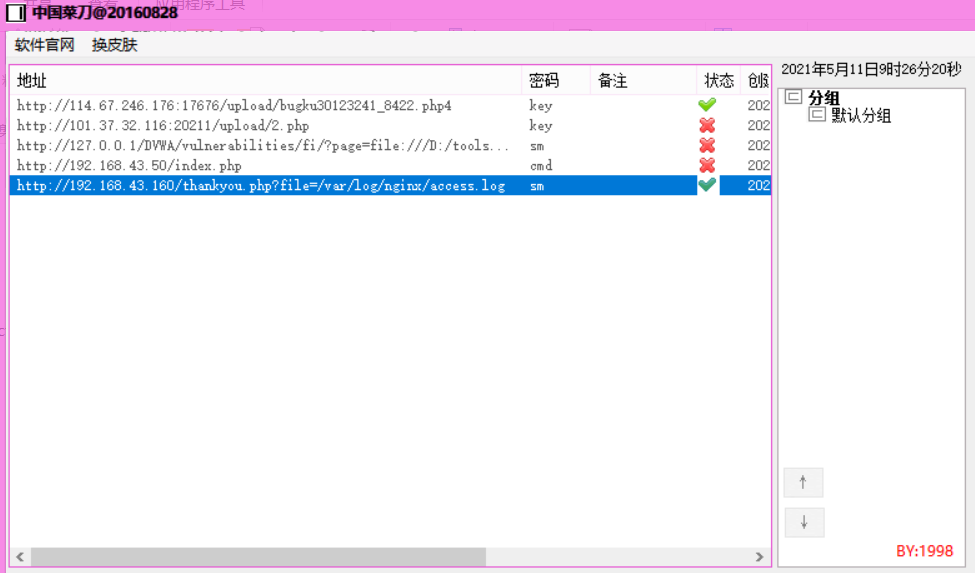 中国菜刀@20160828
软件官网 换皮肤
2021年5月11日9时26分20秒
地址 密码 备注 状态
http://114.67.246.176:17676/upload/bugku30123241_8422.php4 key 202
http://101.37.32.116:20211/upload/2.php key 202
http://127.0.0.1/DVWA/vulnerabilities/fi/?page=file:///D:/tools... sm 202
http://192.168.43.50/index.php cmd 202
http://192.168.43.160/thankyou.php?file=/var/log/nginx/access.log sm 202
分组
默认分组
↑
↓
BY:1998